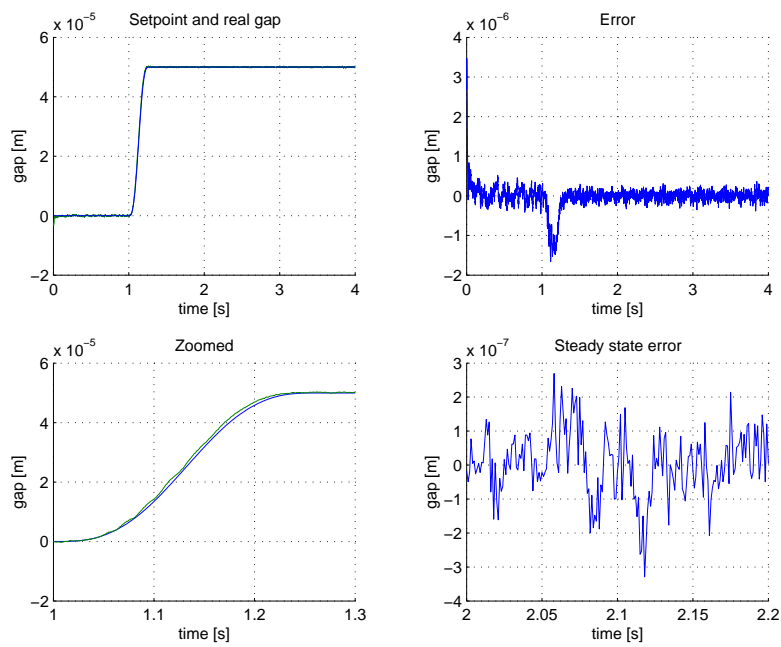 Setpoint and real gap
x 10⁻⁵
6
4
2
0
−2
gap [m]
0 1 2 3 4
time [s]
Error
x 10⁻⁶
4
3
2
1
0
−1
−2
gap [m]
0 1 2 3 4
time [s]
Zoomed
x 10⁻⁵
6
4
2
0
−2
gap [m]
1 1.1 1.2 1.3
time [s]
Steady state error
x 10⁻⁷
3
2
1
0
−1
−2
−3
−4
gap [m]
2 2.05 2.1 2.15 2.2
time [s]